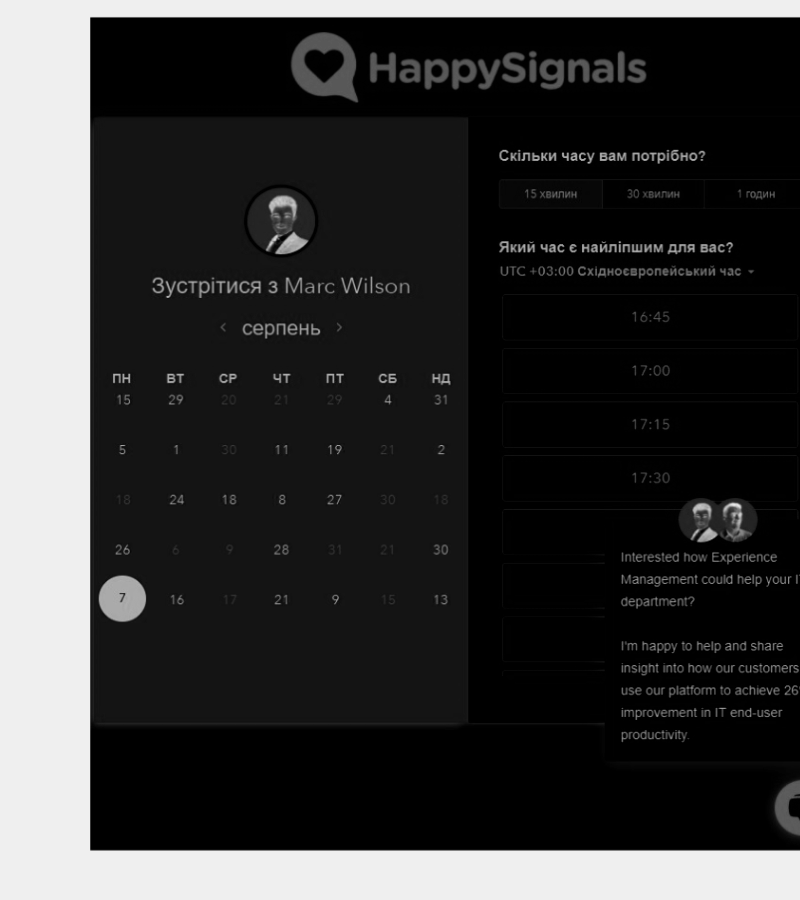 HappySignals
Зустрітися з Marc Wilson
серпень
ПН ВТ СР ЧТ ПТ СБ НД
15 29 20 21 29 4 31
5 1 30 11 19 21 2
18 24 18 8 27 30 18
26 6 9 28 31 21 30
7 16 17 21 9 15 13
Скільки часу вам потрібно?
15 хвилин 30 хвилин 1 годин
Який час є найліпшим для вас?
UTC +03:00 Східноєвропейський час
16:45
17:00
17:15
17:30
Interested how Experience
Management could help your IT
department?
I'm happy to help and share
insight into how our customers
use our platform to achieve 26
improvement in IT end-user
productivity.